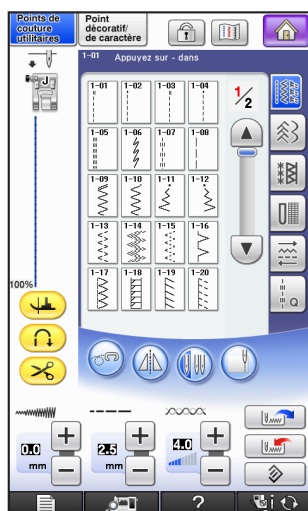 Points de
couture
utilitaires
Point
décoratif/
de caractère
1-01 Appuyez sur - dans
J
1-01 1-02 1-03 1-04
1/2
1-05 1-06 1-07 1-08
1-09 1-10 1-11 1-12
1-13 1-14 1-15 1-16
1-17 1-18 1-19 1-20
Q
100%
0.0 mm
2.5 mm
4.0
+ + +
- - -
? i